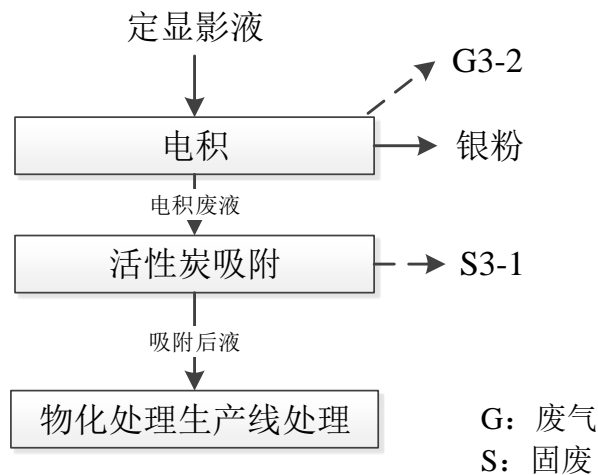 定显影液
G3-2
电积
银粉
电积废液
活性炭吸附
S3-1
吸附后液
物化处理生产线处理
G：废气
S：固废